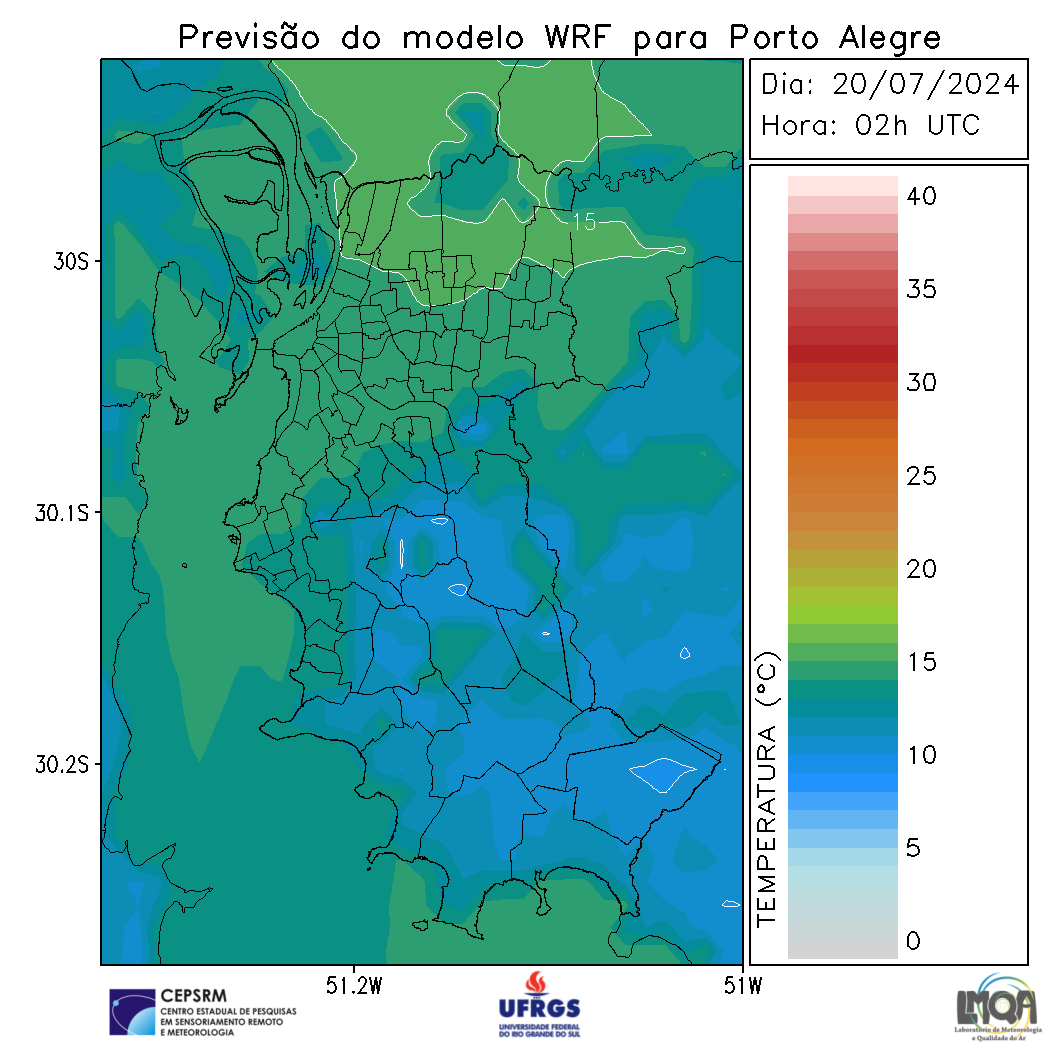 Previsão do modelo WRF para Porto Alegre
Dia: 20/07/2024
Hora: 02h UTC
40
35
30
25
20
15
10
5
0
TEMPERATURA (°C)
15
30S
30.1S
30.2S
51.2W
51W
CEPSRM
CENTRO ESTADUAL DE PESQUISAS
EM SENSORIAMENTO REMOTO
E METEOROLOGIA
UFRGS
UNIVERSIDADE FEDERAL
DO RIO GRANDE DO SUL
LMQA
Laboratório de Meteorologia
e Qualidade do Ar